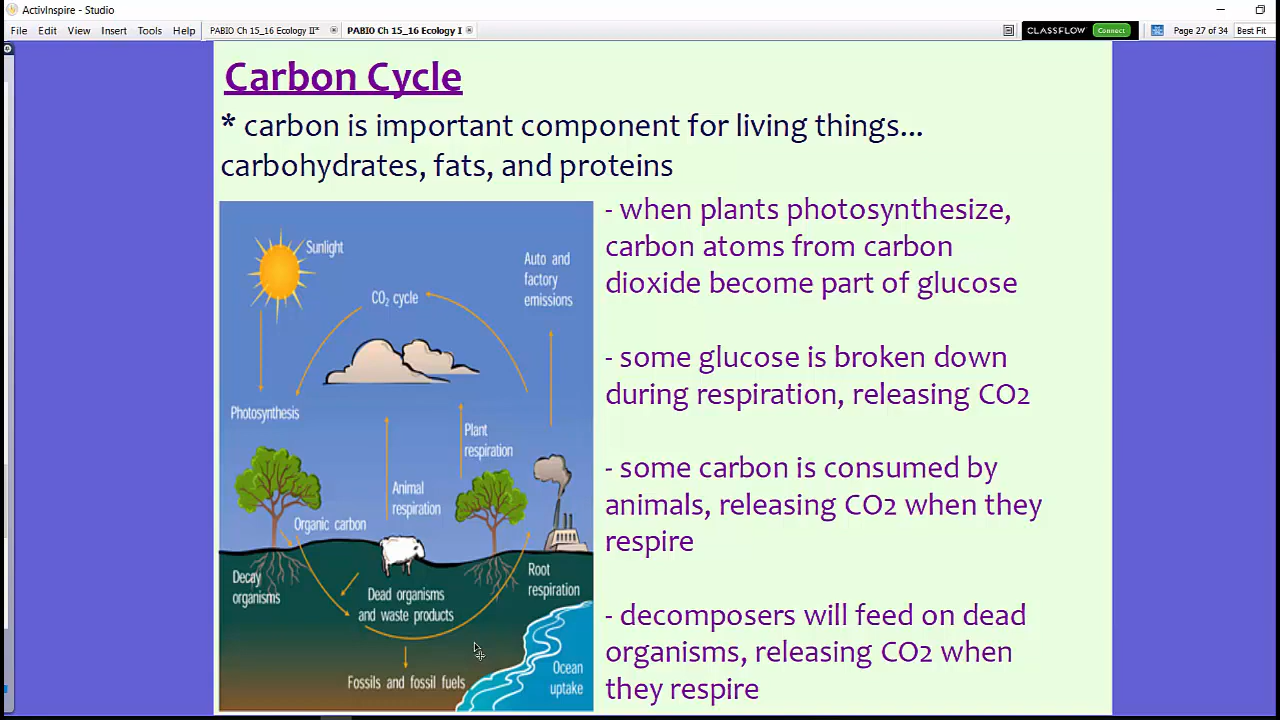 ActivInspire - Studio
File Edit View Insert Tools Help
PABIO Ch 15_16 Ecology II*
PABIO Ch 15_16 Ecology I
CLASSFLOW
Connect
Page 27 of 34
Best Fit
Carbon Cycle
* carbon is important component for living things...
carbohydrates, fats, and proteins
Sunlight
Auto and
factory
emissions
CO₂ cycle
Photosynthesis
Plant
respiration
Animal
respiration
Organic carbon
Decay
organisms
Dead organisms
and waste products
Root
respiration
Fossils and fossil fuels
Ocean
uptake
- when plants photosynthesize,
carbon atoms from carbon
dioxide become part of glucose
- some glucose is broken down
during respiration, releasing CO2
- some carbon is consumed by
animals, releasing CO2 when they
respire
- decomposers will feed on dead
organisms, releasing CO2 when
they respire